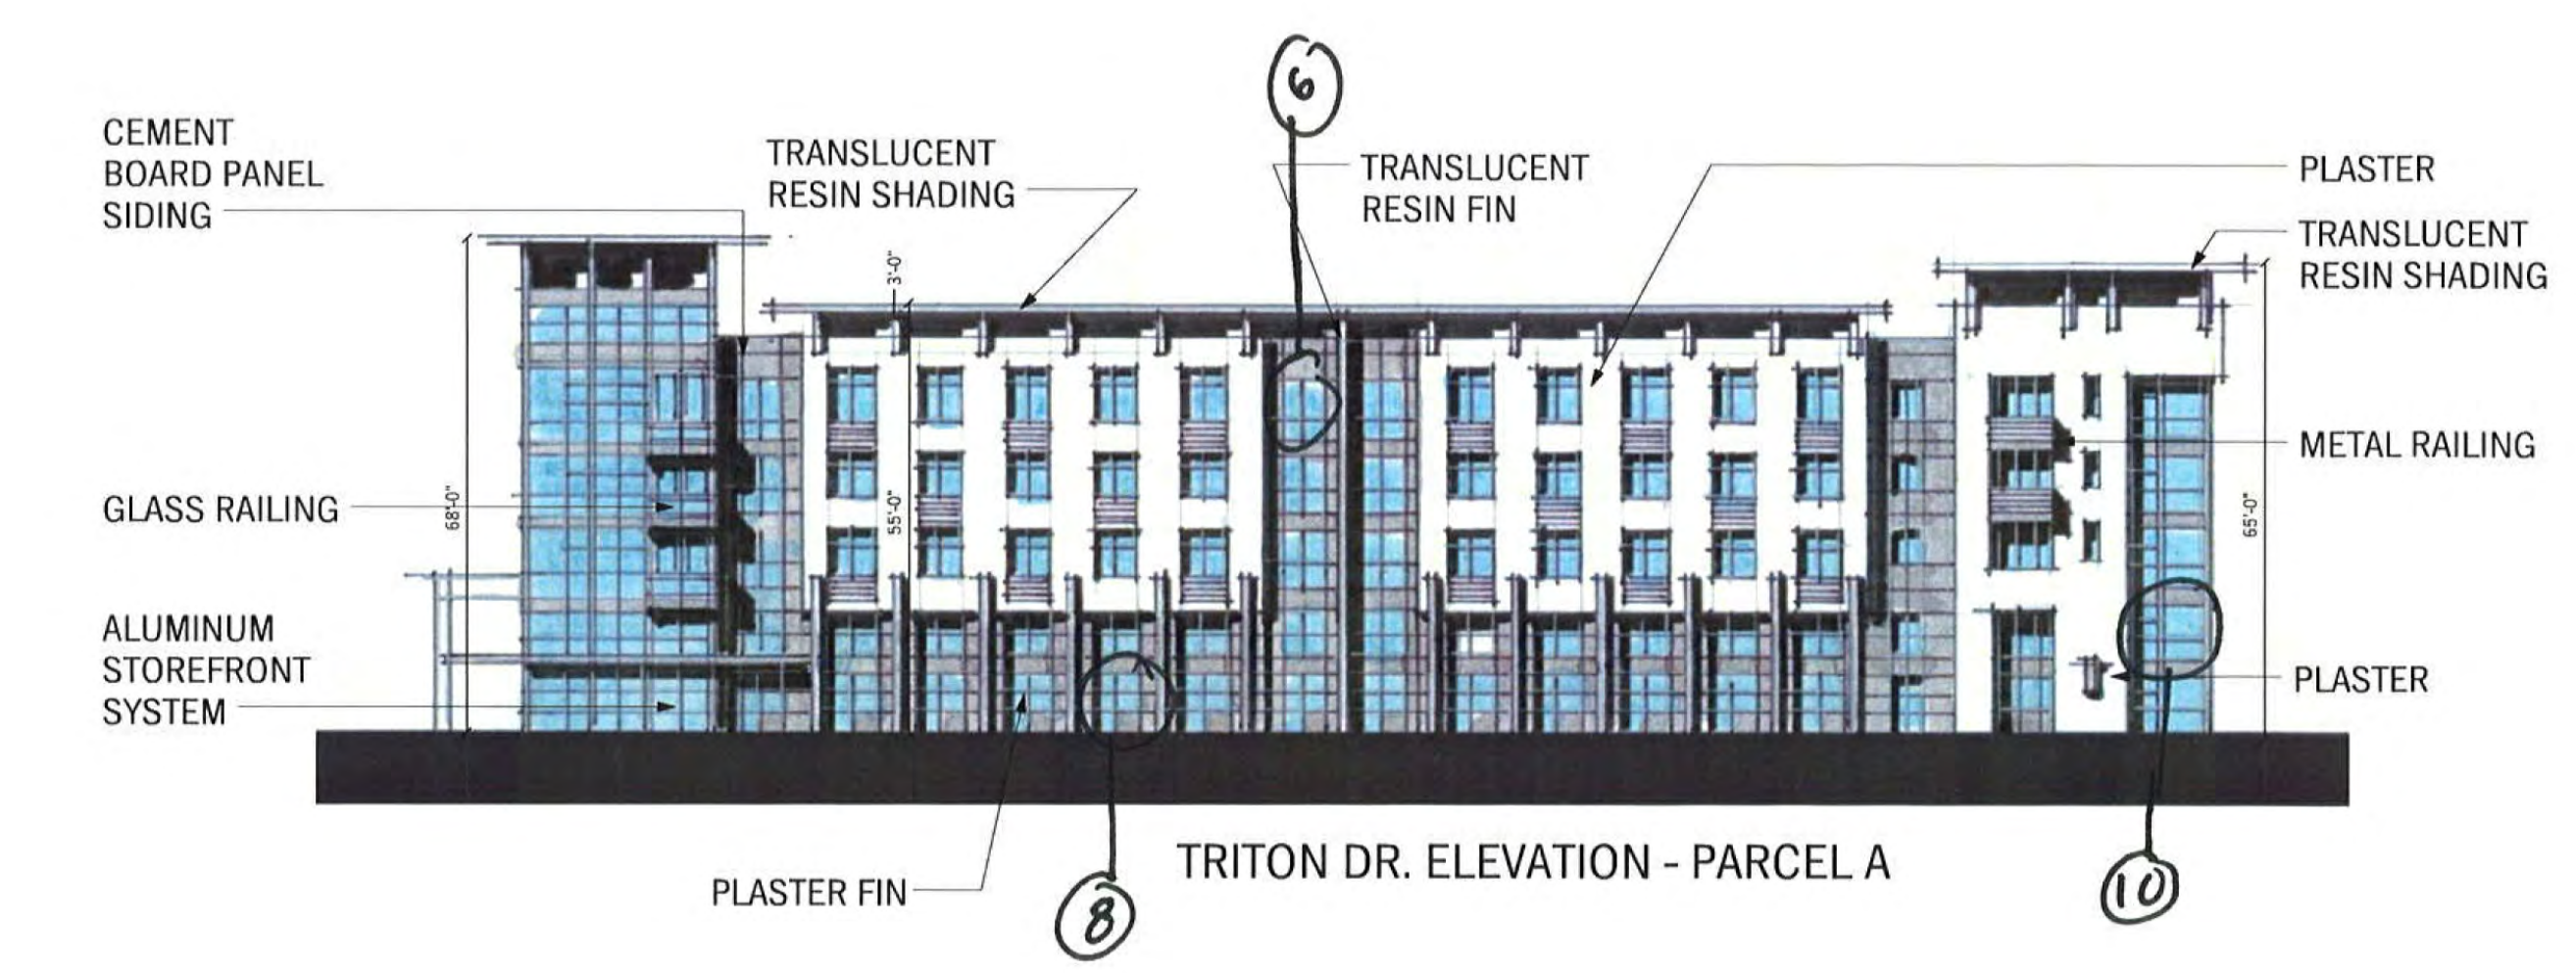 6
CEMENT
BOARD PANEL
SIDING
TRANSLUCENT
RESIN SHADING
TRANSLUCENT
RESIN FIN
PLASTER
TRANSLUCENT
RESIN SHADING
3'-0"
METAL RAILING
GLASS RAILING
68'-0"
55'-0"
65'-0"
ALUMINUM
STOREFRONT
SYSTEM
PLASTER
TRITON DR. ELEVATION - PARCEL A
PLASTER FIN
8
10